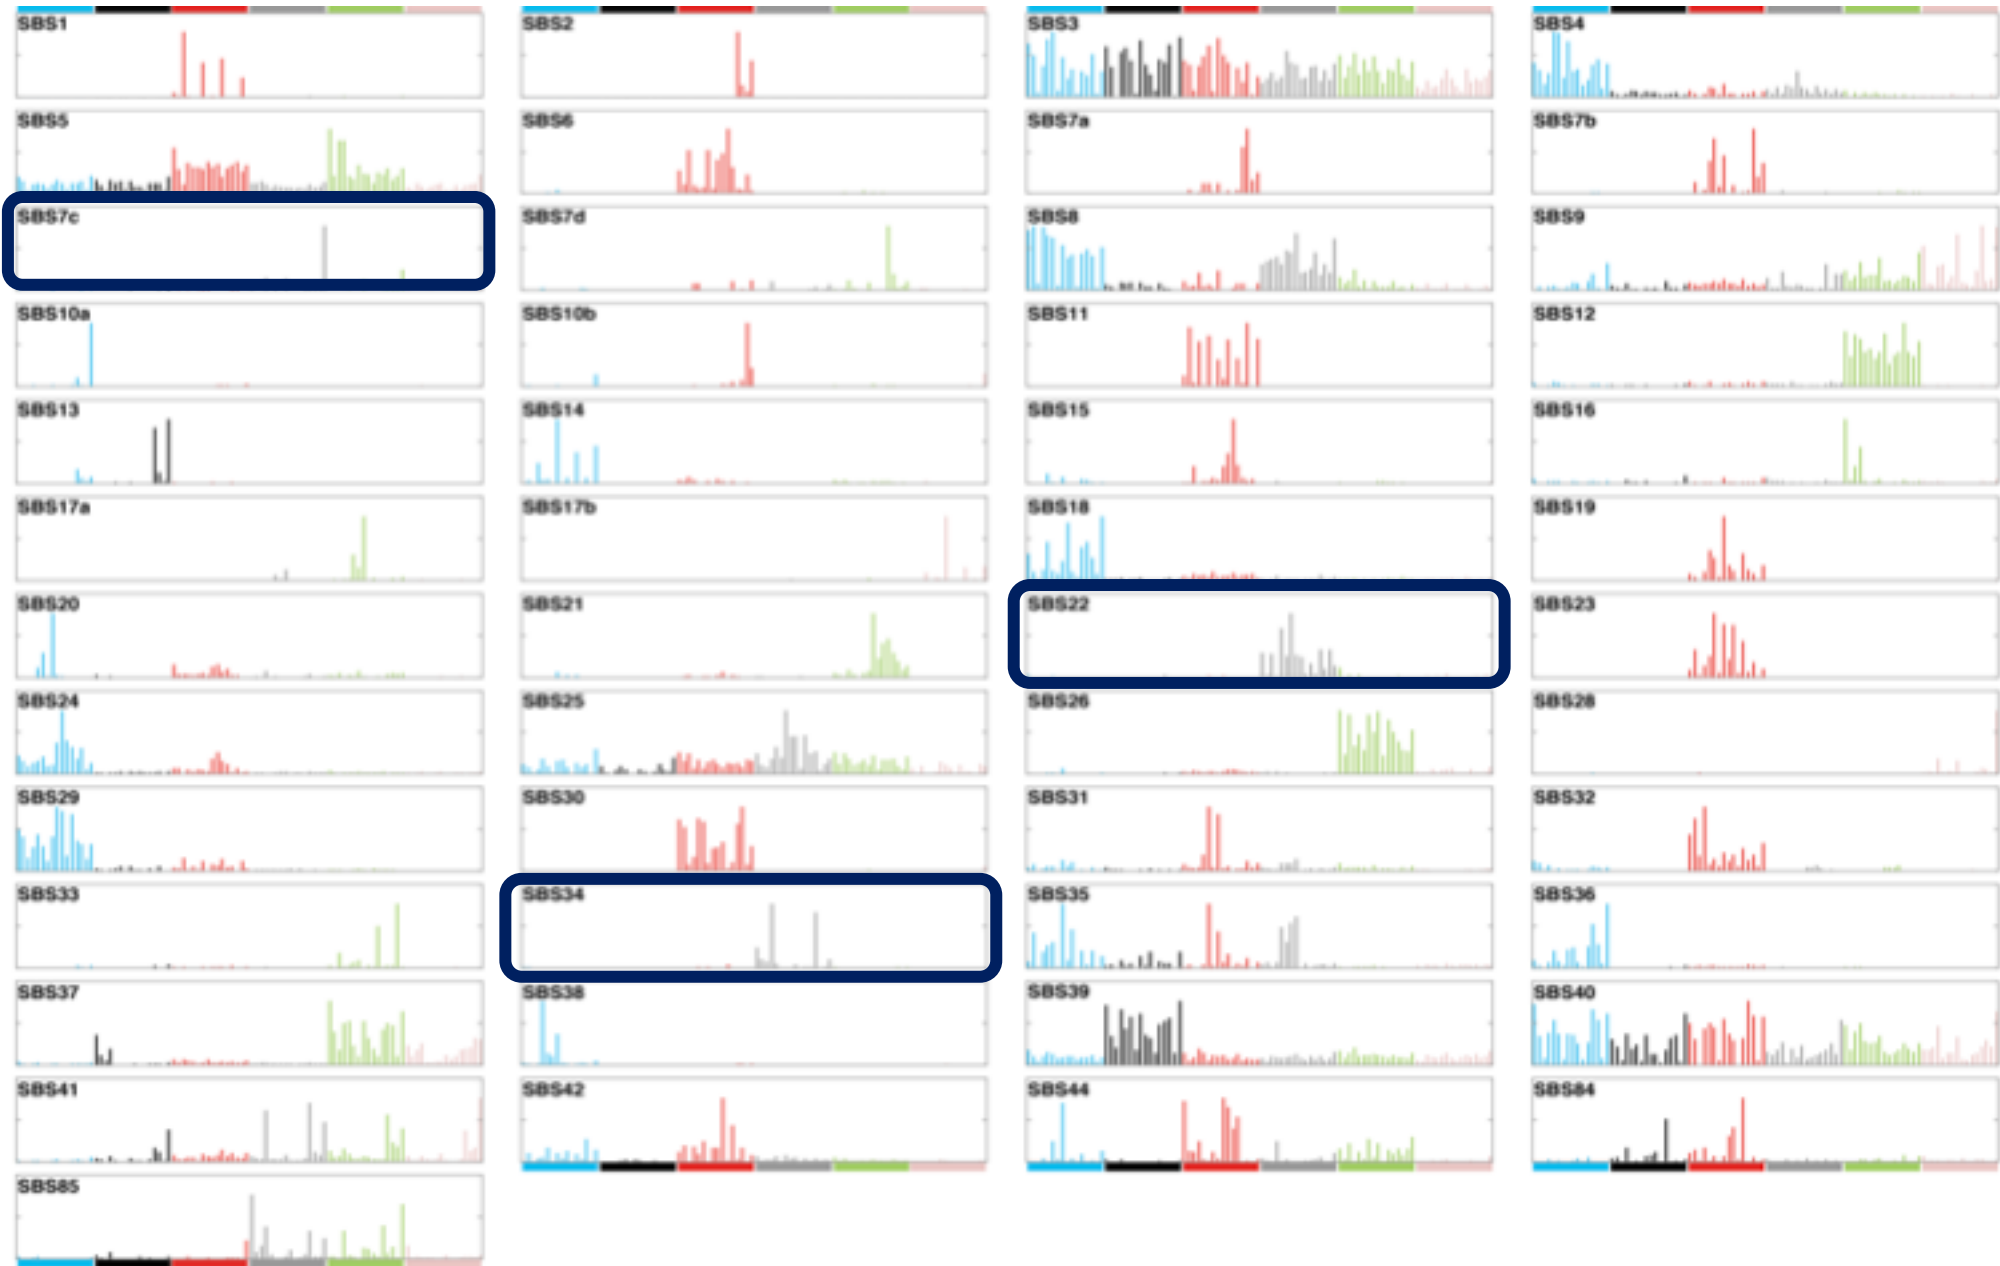 SBS1 SBS2 SBS3 SBS4
SBS5 SBS6 SBS7a SBS7b
SBS7c SBS7d SBS8 SBS9
SBS10a SBS10b SBS11 SBS12
SBS13 SBS14 SBS15 SBS16
SBS17a SBS17b SBS18 SBS19
SBS20 SBS21 SBS22 SBS23
SBS24 SBS25 SBS26 SBS28
SBS29 SBS30 SBS31 SBS32
SBS33 SBS34 SBS35 SBS36
SBS37 SBS38 SBS39 SBS40
SBS41 SBS42 SBS44 SBS84
SBS85